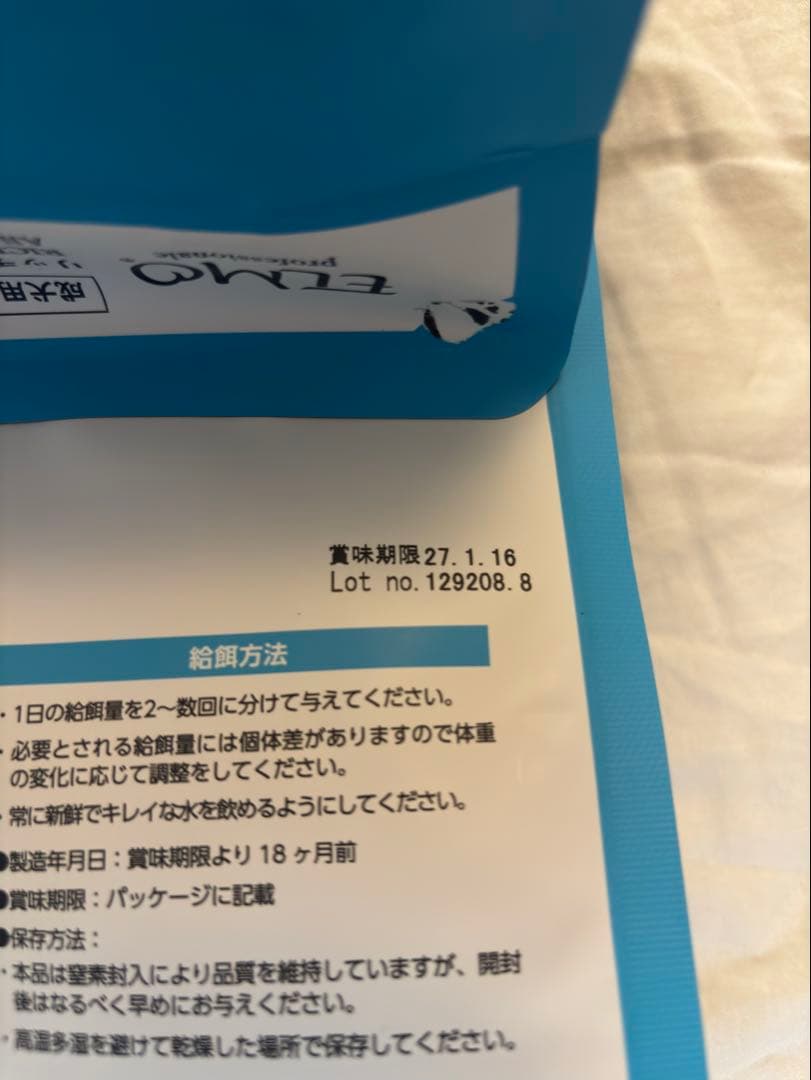 成犬用
リッチ
RICC
professionale
ELMO
賞味期限27.1.16
Lot no.129208.8
給餌方法
・1日の給餌量を2〜数回に分けて与えてください。
・必要とされる給餌量には個体差がありますので体重
の変化に応じて調整をしてください。
・常に新鮮でキレイな水を飲めるようにしてください。
●製造年月日：賞味期限より18ヶ月前
●賞味期限：パッケージに記載
●保存方法：
・本品は窒素封入により品質を維持していますが、開封
後はなるべく早めにお与えください。
・高温多湿を避けて乾燥した場所で保存してください。